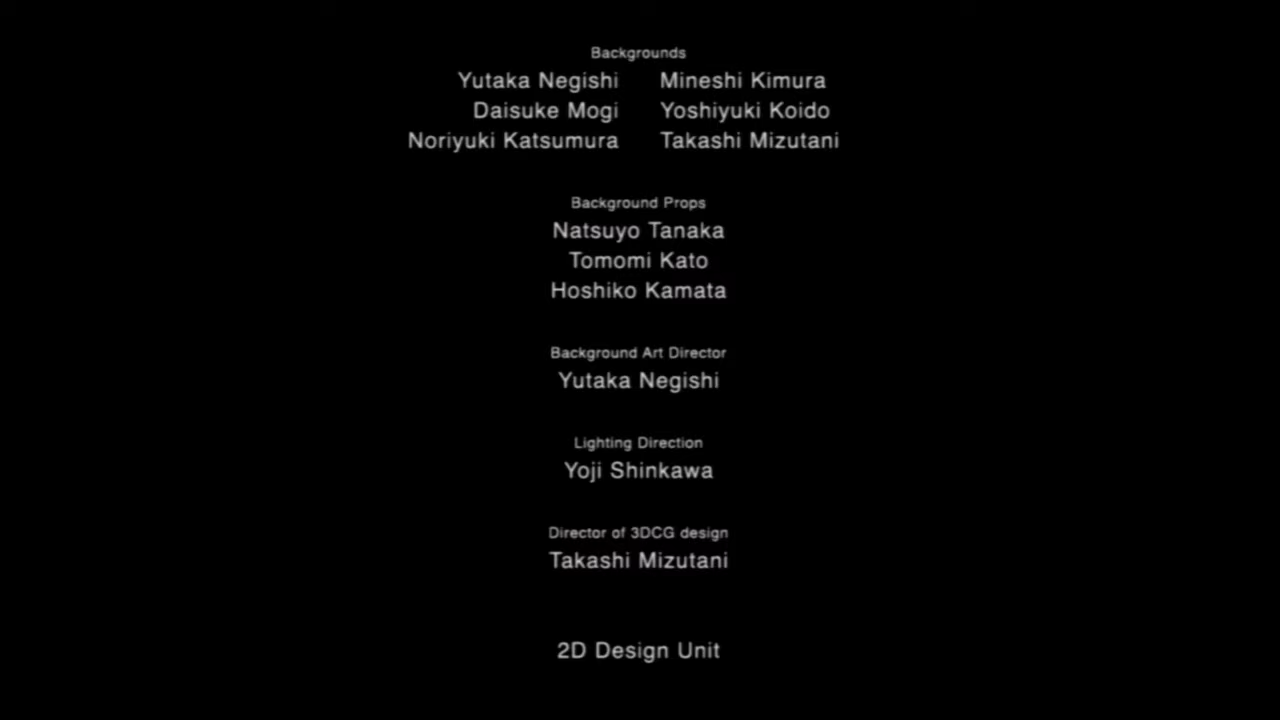 Backgrounds
Yutaka Negishi Mineshi Kimura
Daisuke Mogi Yoshiyuki Koido
Noriyuki Katsumura Takashi Mizutani
Background Props
Natsuyo Tanaka
Tomomi Kato
Hoshiko Kamata
Background Art Director
Yutaka Negishi
Lighting Direction
Yoji Shinkawa
Director of 3DCG design
Takashi Mizutani
2D Design Unit